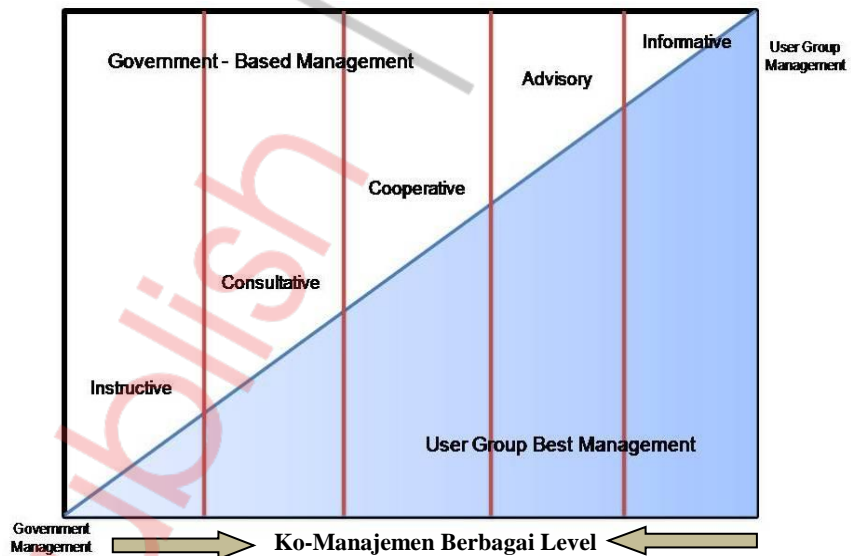 Informative
User Group
Management
Government - Based Management
Advisory
Cooperative
Consultative
Instructive
User Group Best Management
Government
Management
Ko-Manajemen Berbagai Level
ublish